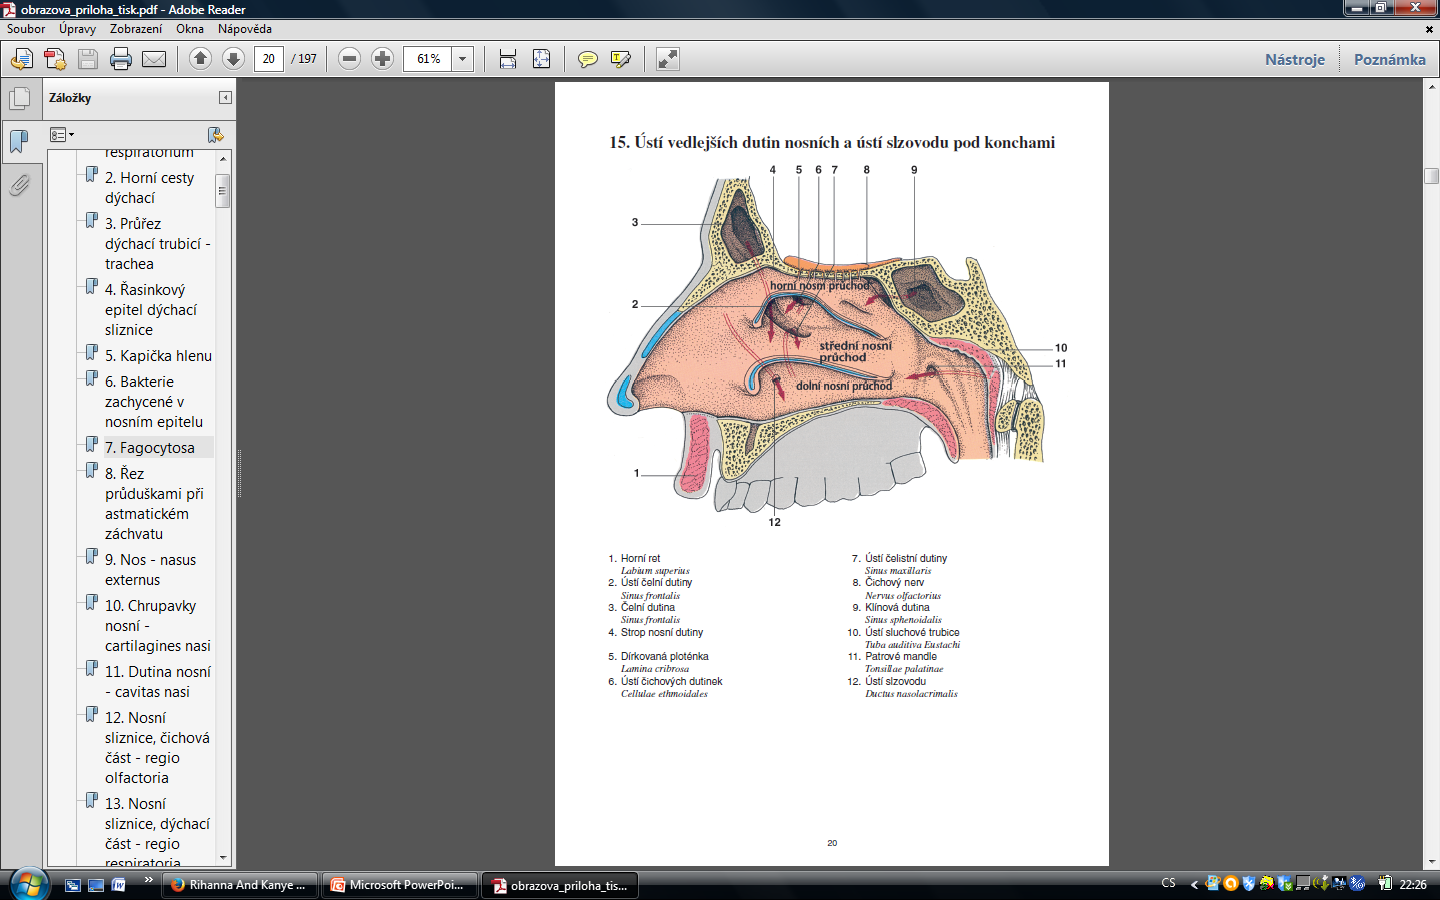 obrazova_priloha_tisk.pdf - Adobe Reader
Soubor Úpravy Zobrazení Okna Nápověda
20 / 197 61% Nástroje Poznámka
Záložky
respiratorium
2. Horní cesty
dýchací
3. Průřez
dýchací trubicí -
trachea
4. Řasinkový
epitel dýchací
sliznice
5. Kapička hlenu
6. Bakterie
zachycené v
nosním epitelu
7. Fagocytosa
8. Řez
průduškami při
astmatickém
záchvatu
9. Nos - nasus
externus
10. Chrupavky
nosní -
cartilagines nasi
11. Dutina nosní
- cavitas nasi
12. Nosní
sliznice, čichová
část - regio
olfactoria
13. Nosní
sliznice, dýchací
část - regio
respiratoria
15. Ústí vedlejších dutin nosních a ústí slzovodu pod konchami
4 5 6 7 8 9
3
horní nosní průchod
2
střední nosní
průchod
10
11
dolní nosní průchod
1
12
1. Horní ret
Labium superius
2. Ústí čelní dutiny
Sinus frontalis
3. Čelní dutina
Sinus frontalis
4. Strop nosní dutiny
5. Dírkovaná ploténka
Lamina cribrosa
6. Ústí čichových dutinek
Cellulae ethmoidales
7. Ústí čelistní dutiny
Sinus maxillaris
8. Čichový nerv
Nervus olfactorius
9. Klínová dutina
Sinus sphenoidalis
10. Ústí sluchové trubice
Tuba auditiva Eustachi
11. Patrové mandle
Tonsillae palatinae
12. Ústí slzovodu
Ductus nasolacrimalis
20
Rihanna And Kanye ... Microsoft PowerPoi... obrazova_priloha_tis... CS 22:26